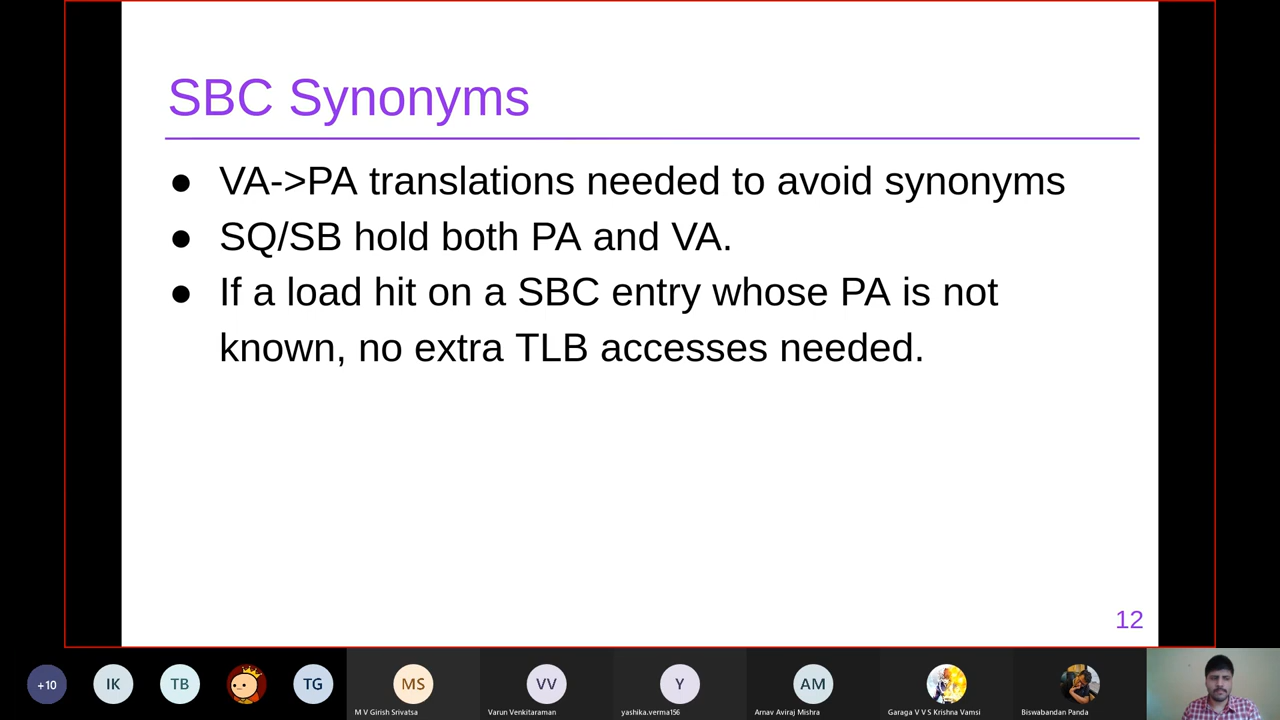 SBC Synonyms
● VA->PA translations needed to avoid synonyms
● SQ/SB hold both PA and VA.
● If a load hit on a SBC entry whose PA is not
known, no extra TLB accesses needed.
12
+10
IK
TB
TG
MS
VV
Y
AM
M V Girish Srivatsa
Varun Venkitaraman
yashika.verma156
Arnav Aviraj Mishra
Garaga V V S Krishna Vamsi
Biswabandan Panda